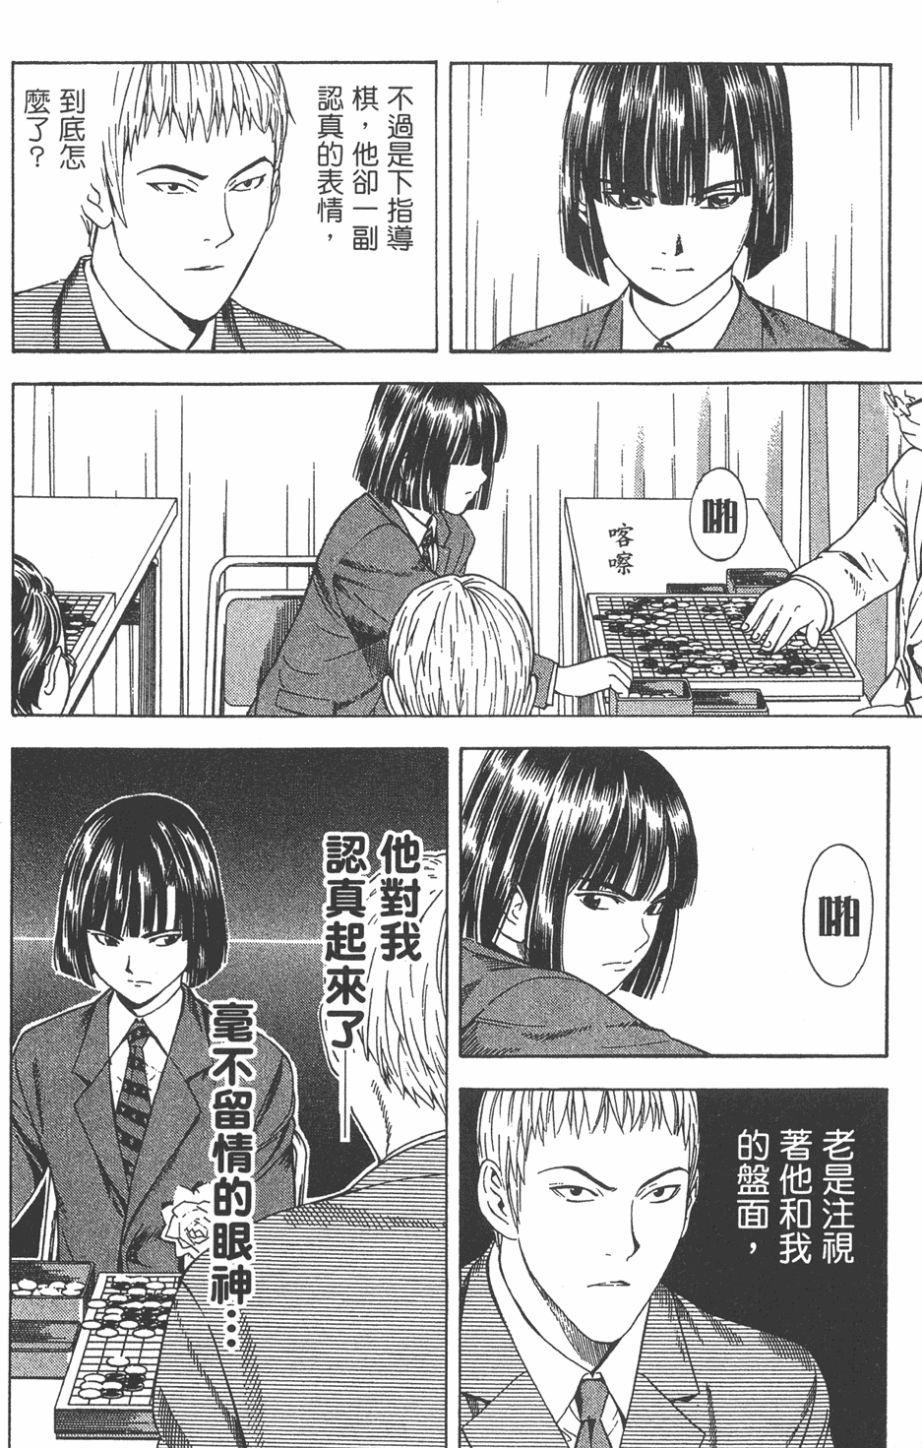 不過是下指導
棋，他卻一副
認真的表情，
到底怎
麼了？
啪
喀嚓
啪
老是注視
著他和我
的盤面，
他對我
認真起來了——
毫不留情的眼神…